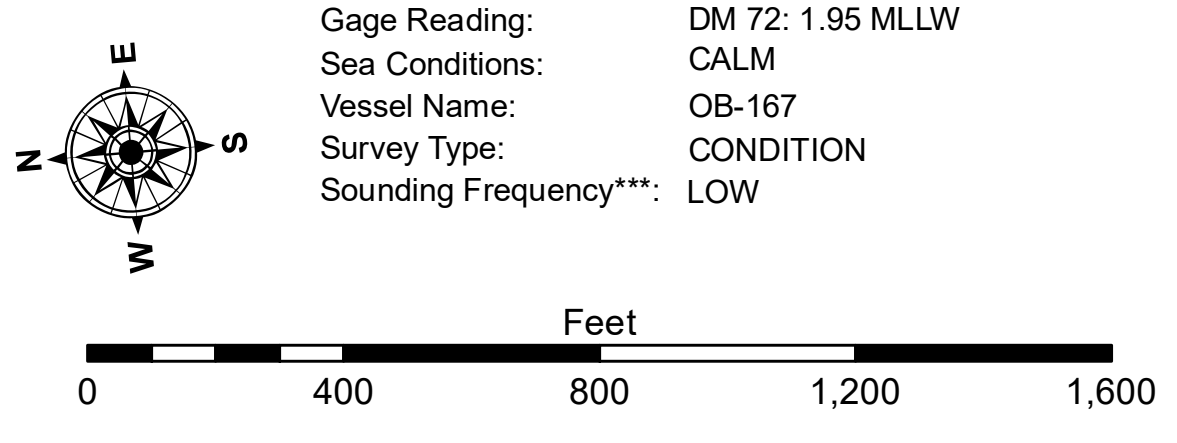 E
N
S
W
Gage Reading: DM 72: 1.95 MLLW
Sea Conditions: CALM
Vessel Name: OB-167
Survey Type: CONDITION
Sounding Frequency***: LOW
Feet
0 400 800 1,200 1,600